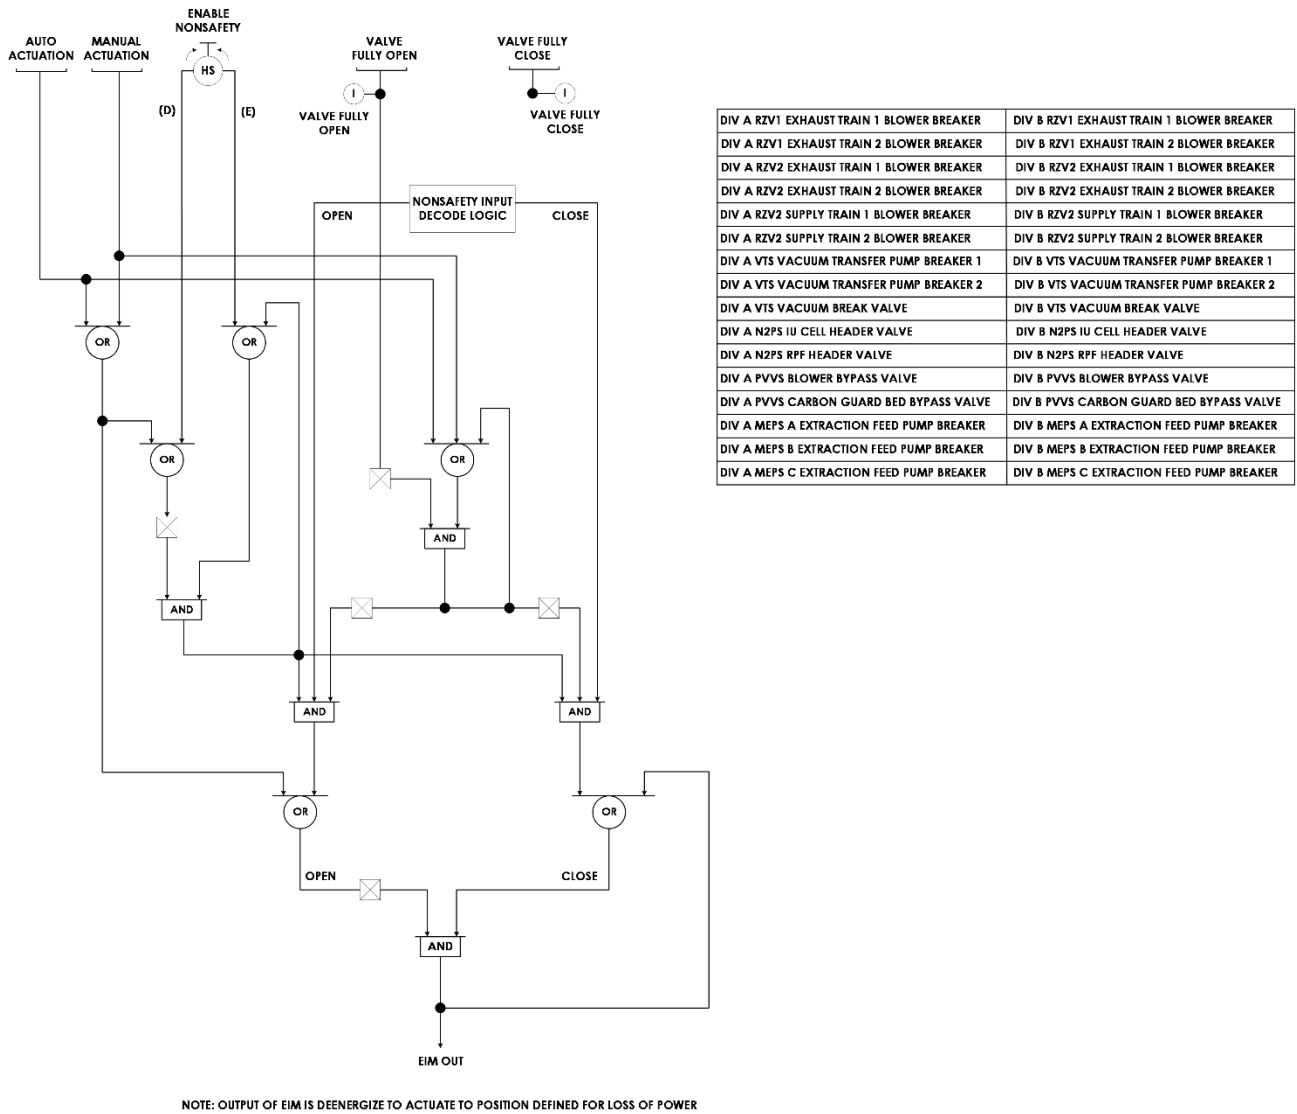 ENABLE
NONSAFETY
AUTO
ACTUATION
MANUAL
ACTUATION
HS
(D)
(E)
VALVE
FULLY OPEN
I
VALVE FULLY
OPEN
VALVE FULLY
CLOSE
I
VALVE FULLY
CLOSE
NONSAFETY INPUT
DECODE LOGIC
OPEN
CLOSE
OR
OR
OR
OR
AND
AND
AND
AND
OR
OR
OPEN
CLOSE
AND
EIM OUT
DIV A RZV1 EXHAUST TRAIN 1 BLOWER BREAKER
DIV B RZV1 EXHAUST TRAIN 1 BLOWER BREAKER
DIV A RZV1 EXHAUST TRAIN 2 BLOWER BREAKER
DIV B RZV1 EXHAUST TRAIN 2 BLOWER BREAKER
DIV A RZV2 EXHAUST TRAIN 1 BLOWER BREAKER
DIV B RZV2 EXHAUST TRAIN 1 BLOWER BREAKER
DIV A RZV2 EXHAUST TRAIN 2 BLOWER BREAKER
DIV B RZV2 EXHAUST TRAIN 2 BLOWER BREAKER
DIV A RZV2 SUPPLY TRAIN 1 BLOWER BREAKER
DIV B RZV2 SUPPLY TRAIN 1 BLOWER BREAKER
DIV A RZV2 SUPPLY TRAIN 2 BLOWER BREAKER
DIV B RZV2 SUPPLY TRAIN 2 BLOWER BREAKER
DIV A VTS VACUUM TRANSFER PUMP BREAKER 1
DIV B VTS VACUUM TRANSFER PUMP BREAKER 1
DIV A VTS VACUUM TRANSFER PUMP BREAKER 2
DIV B VTS VACUUM TRANSFER PUMP BREAKER 2
DIV A VTS VACUUM BREAK VALVE
DIV B VTS VACUUM BREAK VALVE
DIV A N2PS IU CELL HEADER VALVE
DIV B N2PS IU CELL HEADER VALVE
DIV A N2PS RPF HEADER VALVE
DIV B N2PS RPF HEADER VALVE
DIV A PVVS BLOWER BYPASS VALVE
DIV B PVVS BLOWER BYPASS VALVE
DIV A PVVS CARBON GUARD BED BYPASS VALVE
DIV B PVVS CARBON GUARD BED BYPASS VALVE
DIV A MEPS A EXTRACTION FEED PUMP BREAKER
DIV B MEPS A EXTRACTION FEED PUMP BREAKER
DIV A MEPS B EXTRACTION FEED PUMP BREAKER
DIV B MEPS B EXTRACTION FEED PUMP BREAKER
DIV A MEPS C EXTRACTION FEED PUMP BREAKER
DIV B MEPS C EXTRACTION FEED PUMP BREAKER
NOTE: OUTPUT OF EIM IS DEENERGIZE TO ACTUATE TO POSITION DEFINED FOR LOSS OF POWER